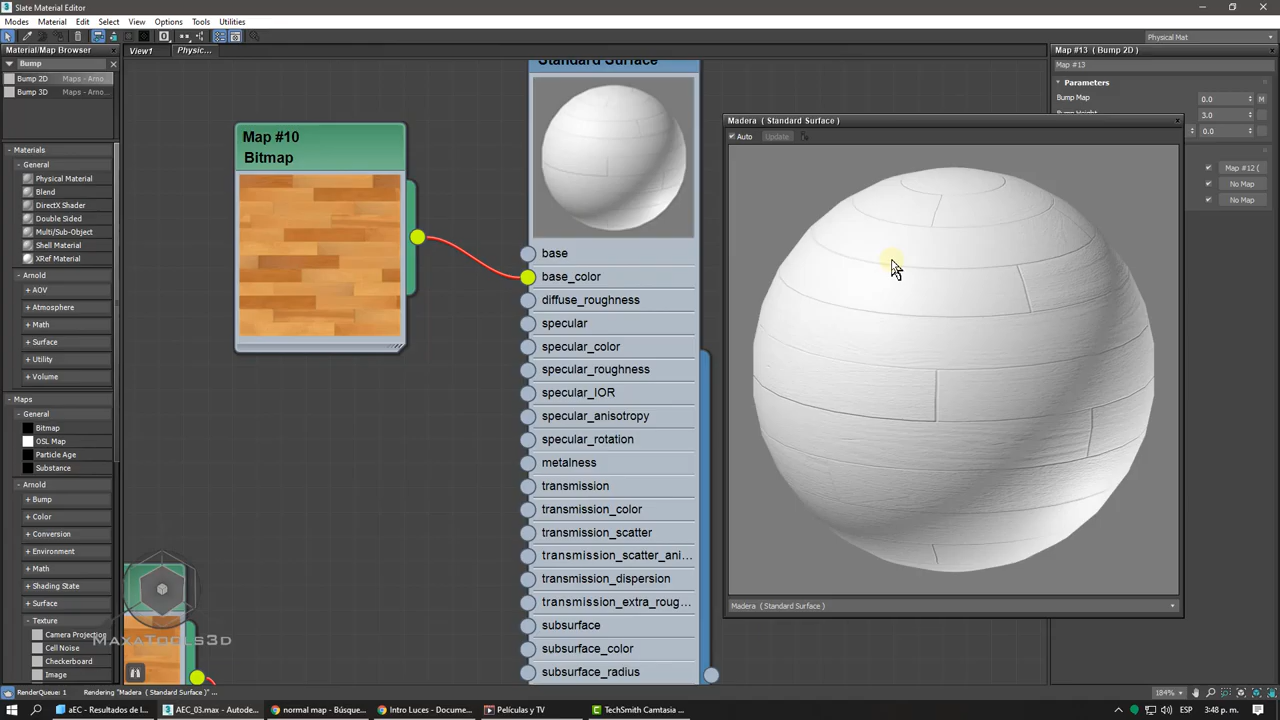 Slate Material Editor
Modes Material Edit Select View Options Tools Utilities
Physical Mat
Material/Map Browser
View1
Physic...
Map #13 ( Bump 2D )
Bump
Map #13
Bump 2D Maps - Arno...
Bump 3D Maps - Arno...
Materials
General
Physical Material
Blend
DirectX Shader
Double Sided
Multi/Sub-Object
Shell Material
XRef Material
Arnold
+ AOV
+ Atmosphere
+ Math
+ Surface
+ Utility
+ Volume
Maps
General
Bitmap
OSL Map
Particle Age
Substance
Arnold
+ Bump
+ Color
+ Conversion
+ Environment
+ Math
+ Shading State
+ Surface
- Texture
Camera Projection
Cell Noise
Checkerboard
Image
Map #10
Bitmap
Standard Surface
base
base_color
diffuse_roughness
specular
specular_color
specular_roughness
specular_IOR
specular_anisotropy
specular_rotation
metalness
transmission
transmission_color
transmission_scatter
transmission_scatter_ani...
transmission_dispersion
transmission_extra_roug...
subsurface
subsurface_color
subsurface_radius
Madera ( Standard Surface )
Auto Update
Madera ( Standard Surface )
Parameters
Bump Map 0.0 M
Bump Height 3.0
0.0
Map #12 (
No Map
No Map
MAXATOOLS3D
RenderQueue: 1 Rendering "Madera ( Standard Surface )" ...
184%
aEC - Resultados de l...
AEC_03.max - Autode...
normal map - Búsque...
Intro Luces - Docume...
Películas y TV
TechSmith Camtasia ...
ESP
3:48 p. m.